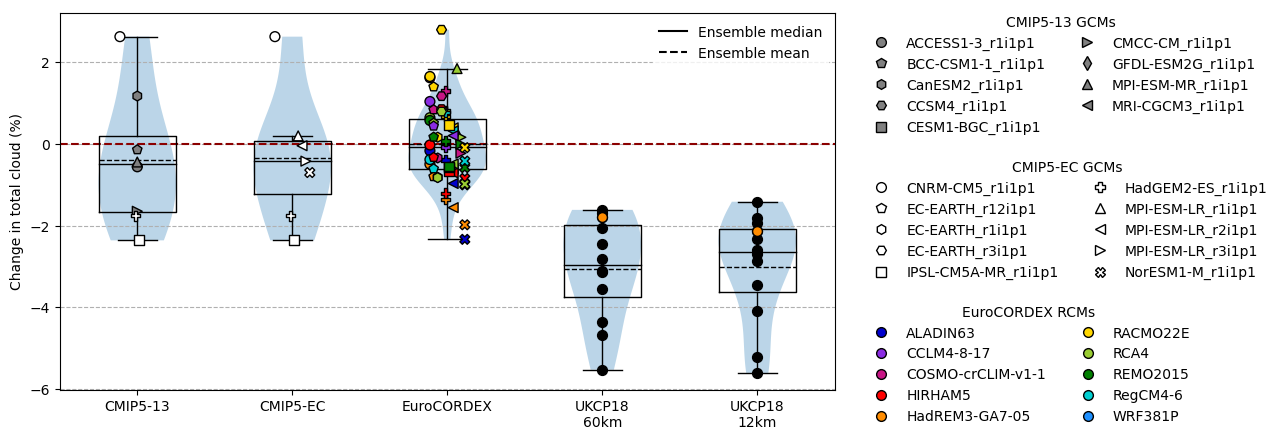 Change in total cloud (%)
2
0
−2
−4
−6
Ensemble median
Ensemble mean
CMIP5-13
CMIP5-EC
EuroCORDEX
UKCP18
60km
UKCP18
12km
CMIP5-13 GCMs
ACCESS1-3_r1i1p1
BCC-CSM1-1_r1i1p1
CanESM2_r1i1p1
CCSM4_r1i1p1
CESM1-BGC_r1i1p1
CMCC-CM_r1i1p1
GFDL-ESM2G_r1i1p1
MPI-ESM-MR_r1i1p1
MRI-CGCM3_r1i1p1
CMIP5-EC GCMs
CNRM-CM5_r1i1p1
EC-EARTH_r12i1p1
EC-EARTH_r1i1p1
EC-EARTH_r3i1p1
IPSL-CM5A-MR_r1i1p1
HadGEM2-ES_r1i1p1
MPI-ESM-LR_r1i1p1
MPI-ESM-LR_r2i1p1
MPI-ESM-LR_r3i1p1
NorESM1-M_r1i1p1
EuroCORDEX RCMs
ALADIN63
CCLM4-8-17
COSMO-crCLIM-v1-1
HIRHAM5
HadREM3-GA7-05
RACMO22E
RCA4
REMO2015
RegCM4-6
WRF381P